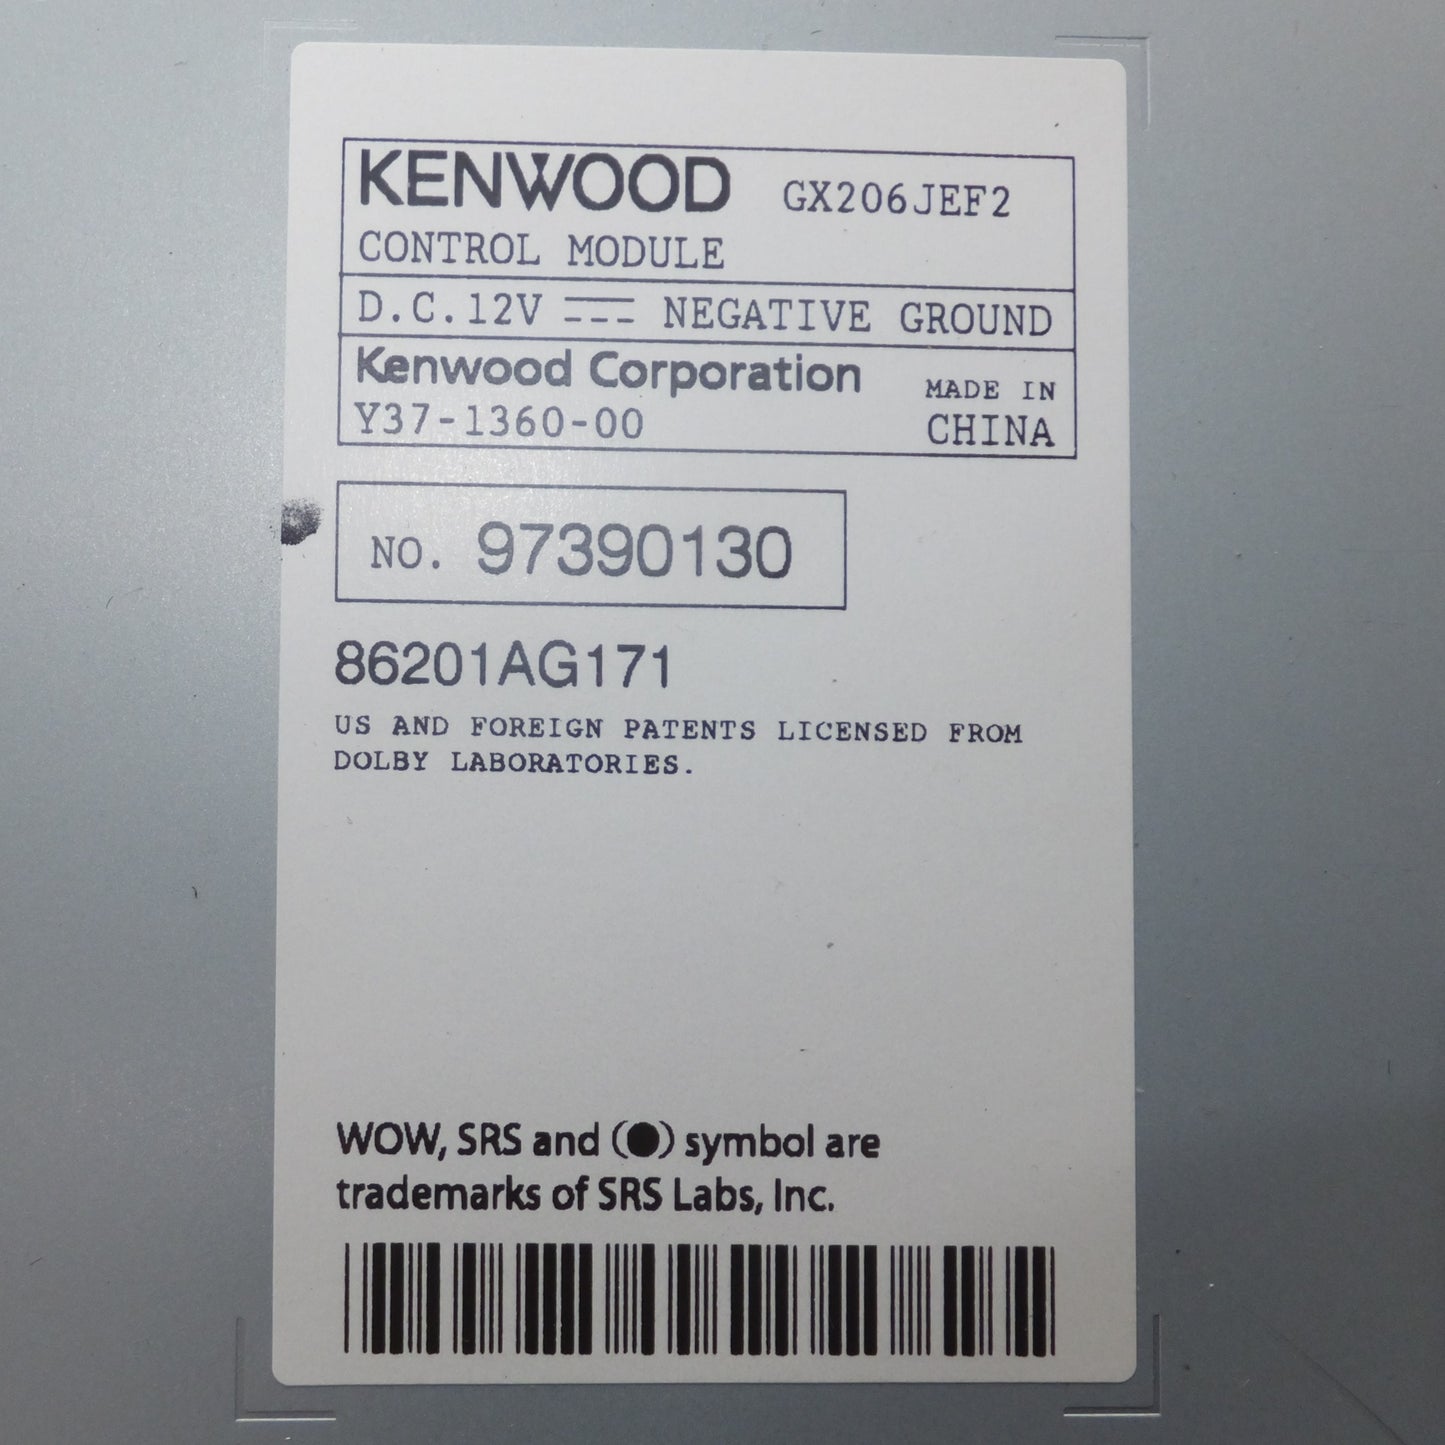 KENWOOD GX206JEF2
CONTROL MODULE
D.C.12V ⎓ NEGATIVE GROUND
Kenwood Corporation MADE IN
Y37-1360-00 CHINA
NO. 97390130
86201AG171
US AND FOREIGN PATENTS LICENSED FROM
DOLBY LABORATORIES.
WOW, SRS and (●) symbol are
trademarks of SRS Labs, Inc.